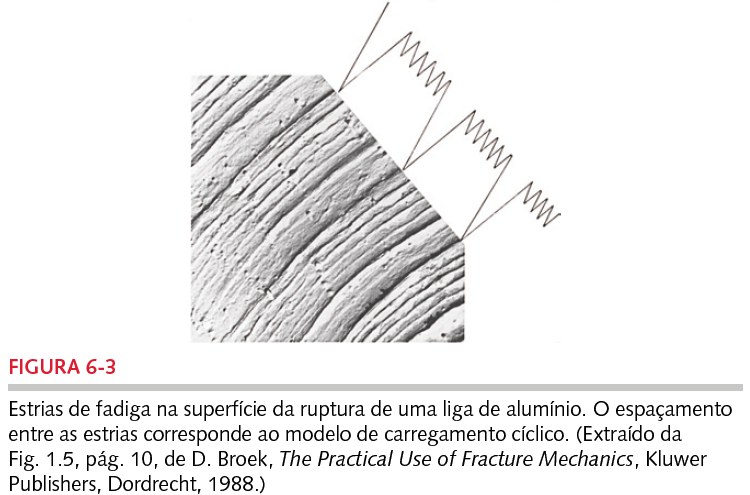 FIGURA 6-3
Estrias de fadiga na superfície da ruptura de uma liga de alumínio. O espaçamento
entre as estrias corresponde ao modelo de carregamento cíclico. (Extraído da
Fig. 1.5, pág. 10, de D. Broek, The Practical Use of Fracture Mechanics, Kluwer
Publishers, Dordrecht, 1988.)